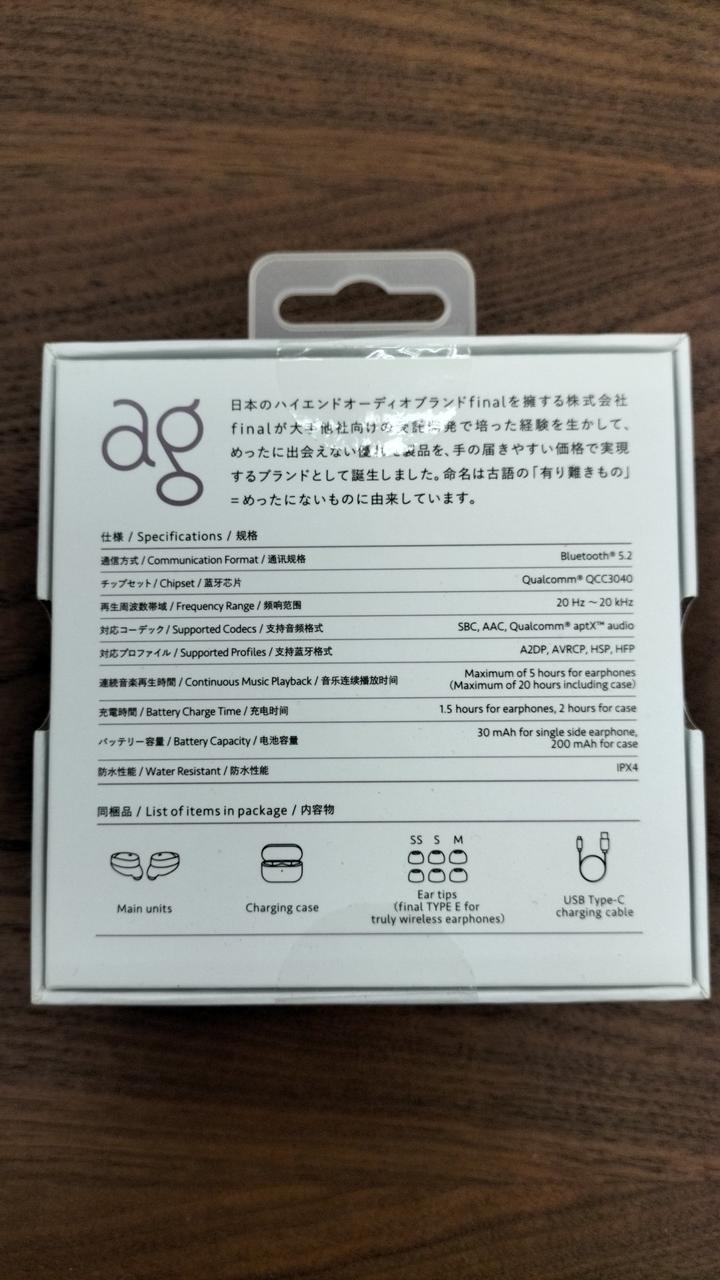 ag
日本のハイエンドオーディオブランドfinalを擁する株式会社
finalが大手他社向けの受託開発で培った経験を生かして、
めったに出会えない優れた製品を、手の届きやすい価格で実現
するブランドとして誕生しました。命名は古語の「有り難きもの」
=めったにないものに由来しています。
仕様 / Specifications / 规格
通信方式 / Communication Format / 通讯规格 Bluetooth® 5.2
チップセット / Chipset / 蓝牙芯片 Qualcomm® QCC3040
再生周波数帯域 / Frequency Range / 频响范围 20 Hz ～ 20 kHz
対応コーデック / Supported Codecs / 支持音频格式 SBC, AAC, Qualcomm® aptX™ audio
対応プロファイル / Supported Profiles / 支持蓝牙格式 A2DP, AVRCP, HSP, HFP
連続音楽再生時間 / Continuous Music Playback / 音乐连续播放时间 Maximum of 5 hours for earphones
(Maximum of 20 hours including case)
充電時間 / Battery Charge Time / 充电时间 1.5 hours for earphones, 2 hours for case
バッテリー容量 / Battery Capacity / 电池容量 30 mAh for single side earphone,
200 mAh for case
防水性能 / Water Resistant / 防水性能 IPX4
同梱品 / List of items in package / 内容物
SS S M
Main units
Charging case
Ear tips
(final TYPE E for
truly wireless earphones)
USB Type-C
charging cable